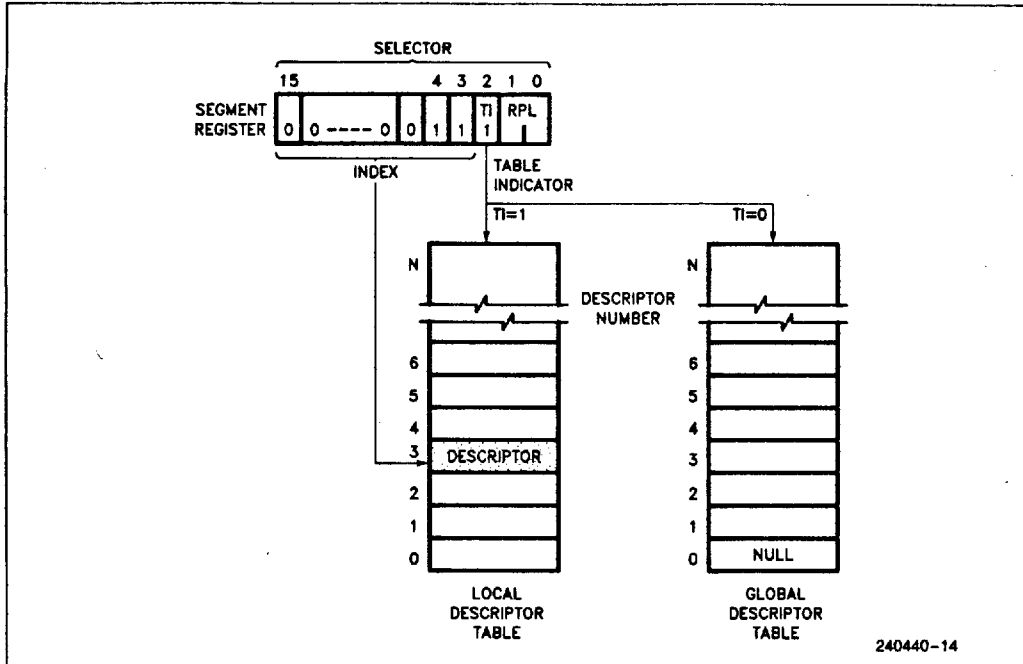 SELECTOR
15 4 3 2 1 0
SEGMENT REGISTER
TI RPL
0 0 ---- 0 0 1 1 1
INDEX
TABLE
INDICATOR
TI=1 TI=0
N N
DESCRIPTOR
NUMBER
6 6
5 5
4 4
3 DESCRIPTOR 3
2 2
1 1
0 0 NULL
LOCAL
DESCRIPTOR
TABLE
GLOBAL
DESCRIPTOR
TABLE
240440-14